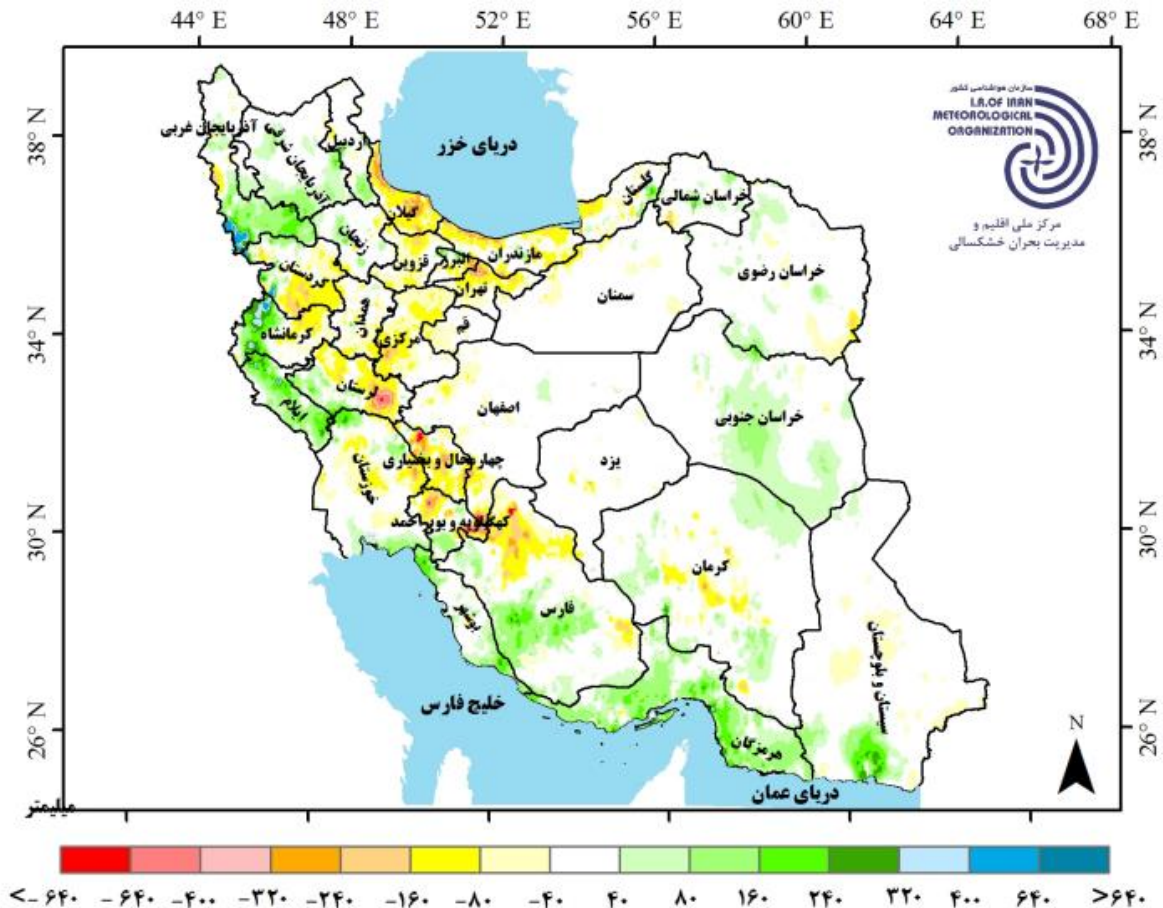 44° E 48° E 52° E 56° E 60° E 64° E 68° E
38° N
34° N
30° N
26° N
38° N
34° N
30° N
26° N
سازمان هواشناسی کشور
I.R.OF IRAN
METEOROLOGICAL
ORGANIZATION
مرکز ملی اقلیم و
مدیریت بحران خشکسالی
دریای خزر
آذربایجان غربی
آذربایجان شرقی
اردبیل
گیلان
گلستان
خراسان شمالی
مازندران
زنجان
قزوین
البرز
تهران
سمنان
خراسان رضوی
کردستان
همدان
مرکزی
قم
کرمانشاه
لرستان
ایلام
اصفهان
خراسان جنوبی
چهارمحال و بختیاری
یزد
خوزستان
کهگیلویه و بویراحمد
کرمان
فارس
بوشهر
سیستان و بلوچستان
خلیج فارس
هرمزگان
دریای عمان
N
میلیمتر
<-۶۴۰ -۶۴۰ -۴۰۰ -۳۲۰ -۲۴۰ -۱۶۰ -۸۰ -۴۰ ۴۰ ۸۰ ۱۶۰ ۲۴۰ ۳۲۰ ۴۰۰ ۶۴۰ >۶۴۰